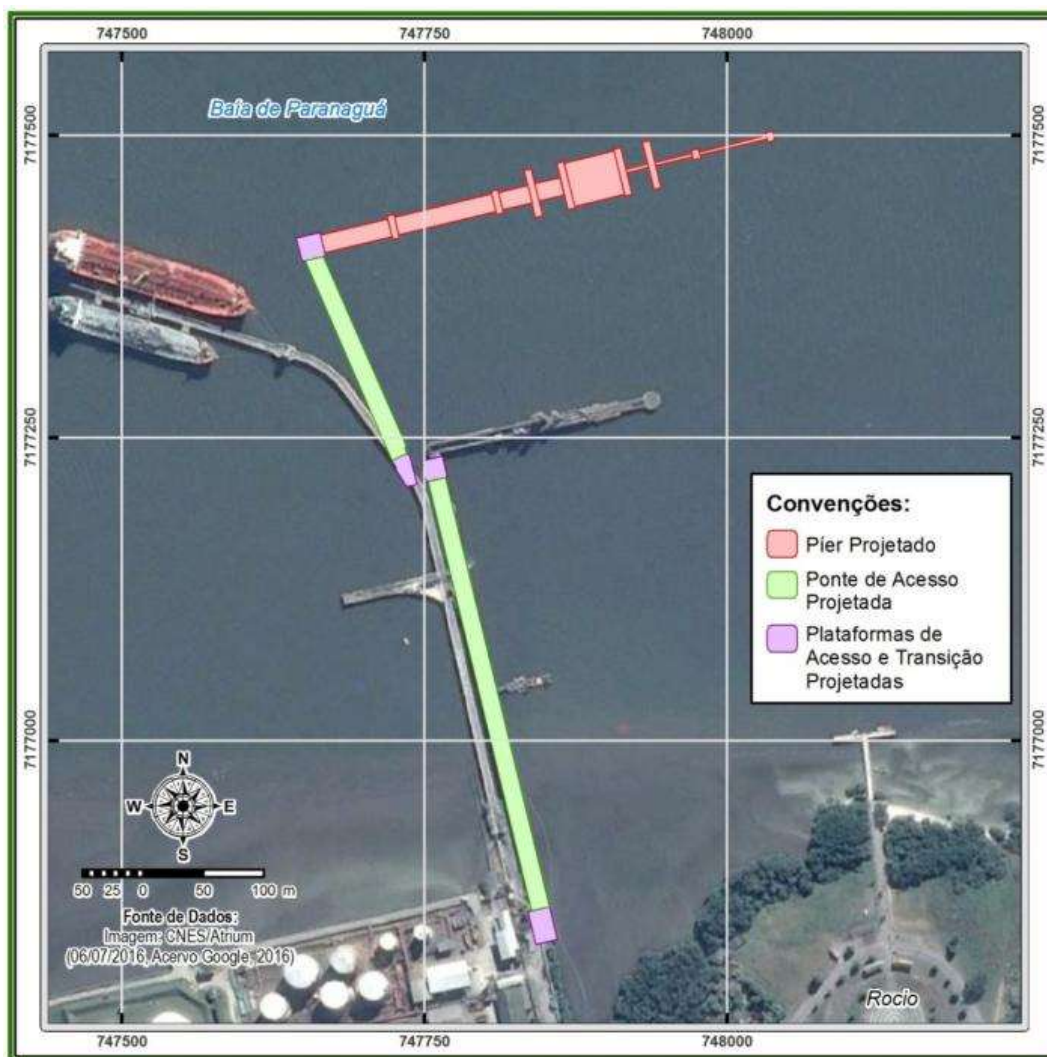 747500 747750 748000
Baía de Paranaguá
7177500 7177500
7177250 7177250
Convenções:
Píer Projetado
Ponte de Acesso
Projetada
Plataformas de
Acesso e Transição
Projetadas
7177000 7177000
N
W E
S
50 25 0 50 100 m
Fonte de Dados:
Imagem: CNES/Atrium
(06/07/2016, Acervo Google, 2016)
Rocio
747500 747750 748000